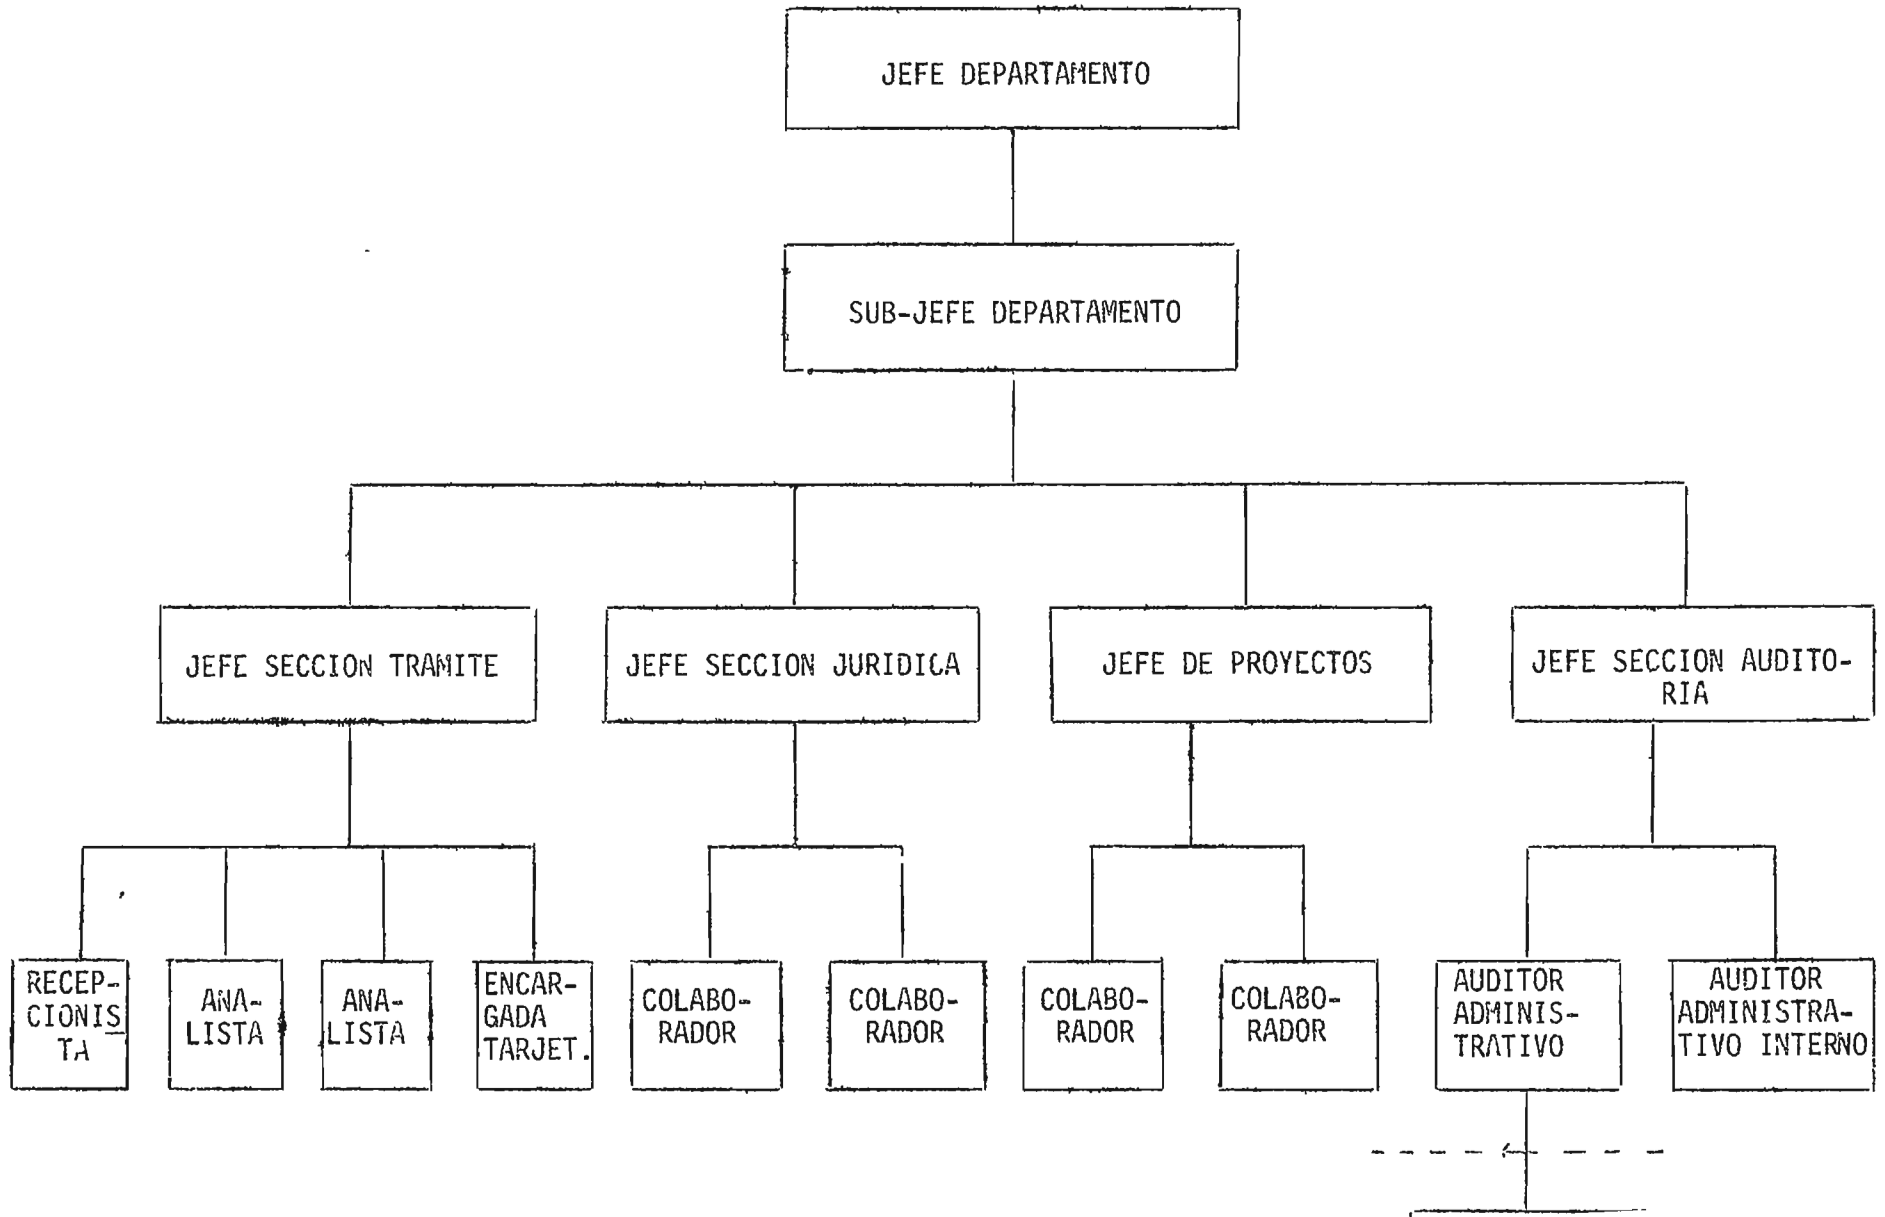 JEFE DEPARTAMENTO
SUB-JEFE DEPARTAMENTO
JEFE SECCION TRAMITE
JEFE SECCION JURIDICA
JEFE DE PROYECTOS
JEFE SECCION AUDITO-
RIA
RECEP-
CIONIS
TA
ANA-
LISTA
ANA-
LISTA
ENCAR-
GADA
TARJET.
COLABO-
RADOR
COLABO-
RADOR
COLABO-
RADOR
COLABO-
RADOR
AUDITOR
ADMINIS-
TRATIVO
AUDITOR
ADMINISTRA-
TIVO INTERNO